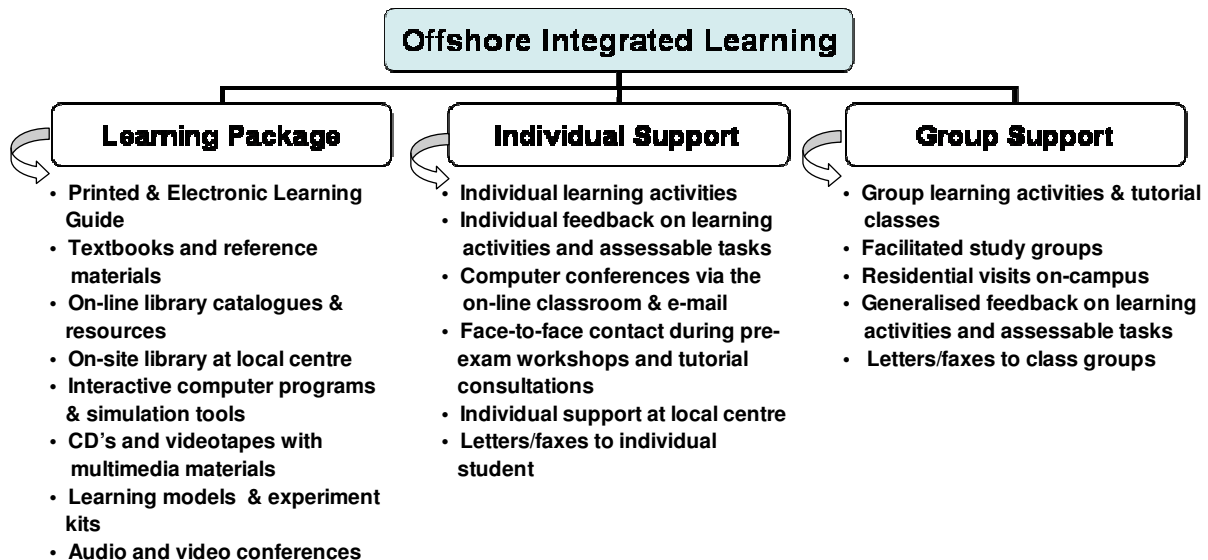 Offshore Integrated Learning
Learning Package
• Printed & Electronic Learning
Guide
• Textbooks and reference
materials
• On-line library catalogues &
resources
• On-site library at local centre
• Interactive computer programs
& simulation tools
• CD's and videotapes with
multimedia materials
• Learning models & experiment
kits
• Audio and video conferences
Individual Support
• Individual learning activities
• Individual feedback on learning
activities and assessable tasks
• Computer conferences via the
on-line classroom & e-mail
• Face-to-face contact during pre-
exam workshops and tutorial
consultations
• Individual support at local centre
• Letters/faxes to individual
student
Group Support
• Group learning activities & tutorial
classes
• Facilitated study groups
• Residential visits on-campus
• Generalised feedback on learning
activities and assessable tasks
• Letters/faxes to class groups